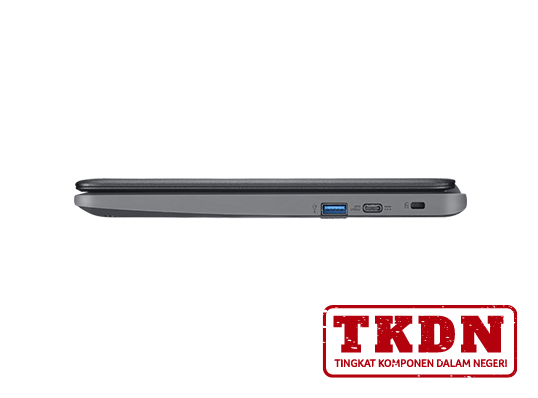 TKDN
TINGKAT KOMPONEN DALAM NEGERI